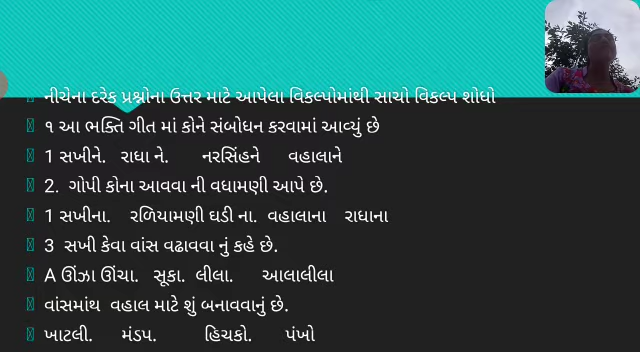 નીચેના દરેક પ્રશ્નોના ઉત્તર માટે આપેલા વિકલ્પોમાંથી સાચો વિકલ્પ શોધો
૧ આ ભક્તિ ગીત માં કોને સંબોધન કરવામાં આવ્યું છે
1 સખીને. રાધા ને. નરસિંહને વહાલાને
2. ગોપી કોના આવવા ની વધામણી આપે છે.
1 સખીના. રળિયામણી ઘડી ના. વહાલાના રાધાના
3 સખી કેવા વાંસ વઢાવવા નું કહે છે.
A ઊંઝા ઊંચા. સૂકા. લીલા. આલાલીલા
વાંસમાંથ વહાલ માટે શું બનાવવાનું છે.
ખાટલી. મંડપ. હિચકો. પંખો